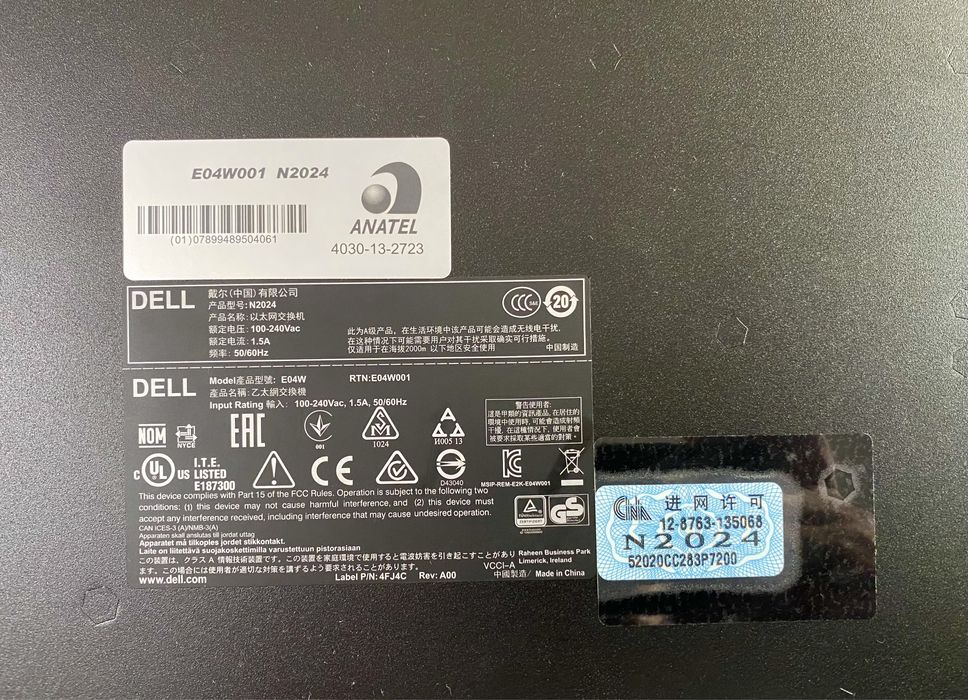 E04W001 N2024
(01)07899489504061
ANATEL
4030-13-2723
DELL
戴尔(中国)有限公司
产品型号: N2024
产品名称: 以太网交换机
额定电压: 100-240Vac
额定电流: 1.5A
频率: 50/60Hz
20
此为A级产品, 在生活环境中该产品可能会造成无线电干扰.
在这种情况下可能需要用户对其干扰采取确实可行措施。
仅适用于在海拔2000m 以下地区安全使用
中国制造
DELL
Model產品型號: E04W RTN:E04W001
產品名稱:乙太網交換機
Input Rating 輸入: 100-240Vac, 1.5A, 50/60Hz
警告使用者:
這是甲類的資訊產品, 在居住的
環境中使用時, 可能會造成射頻
干擾, 在這種情況下, 使用者會
被要求採取某些適當的對策。
NOM
NYCE
EAC
001
1024
И005 13
c UL us
I.T.E.
LISTED
E187300
CE
D43040
MSIP-REM-E2K-E04W001
This device complies with Part 15 of the FCC Rules. Operation is subject to the following two
conditions: (1) this device may not cause harmful interference, and (2) this device must
accept any interference received, including interference that may cause undesired operation.
CAN ICES-3 (A)/NMB-3(A)
Apparaten skall anslutas till jordat uttag
Apparatet må tilkoples jordet stikkontakt.
Laite on liitettävä suojakoskettimilla varustettuun pistorasiaan
この装置は、クラス A 情報技術装置です。この装置を家庭環境で使用すると電波妨害を引き起こすことがあり
ます。この場合には使用者が適切な対策を講ずるよう要求されることがあります。
VCCI-A
Raheen Business Park
Limerick, Ireland
www.dell.com
Label P/N: 4FJ4C Rev: A00
中國製造/ Made in China
GS
进网许可
12-8763-135068
N2024
52020CC283P7200